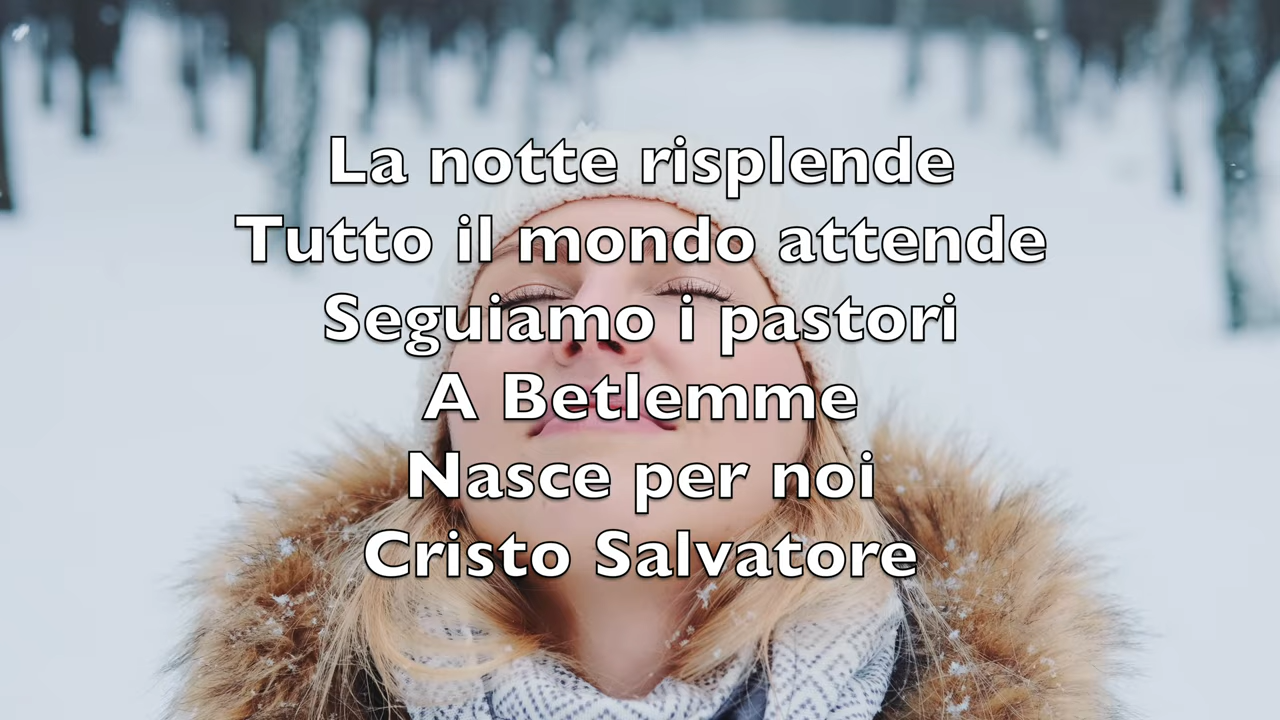 La notte risplende
Tutto il mondo attende
Seguiamo i pastori
A Betlemme
Nasce per noi
Cristo Salvatore